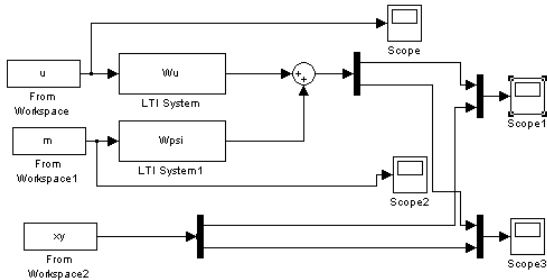 Scope
u
Wu
From
Workspace
LTI System
Scope1
m
Wpsi
From
Workspace1
LTI System1
Scope2
xy
From
Workspace2
Scope3